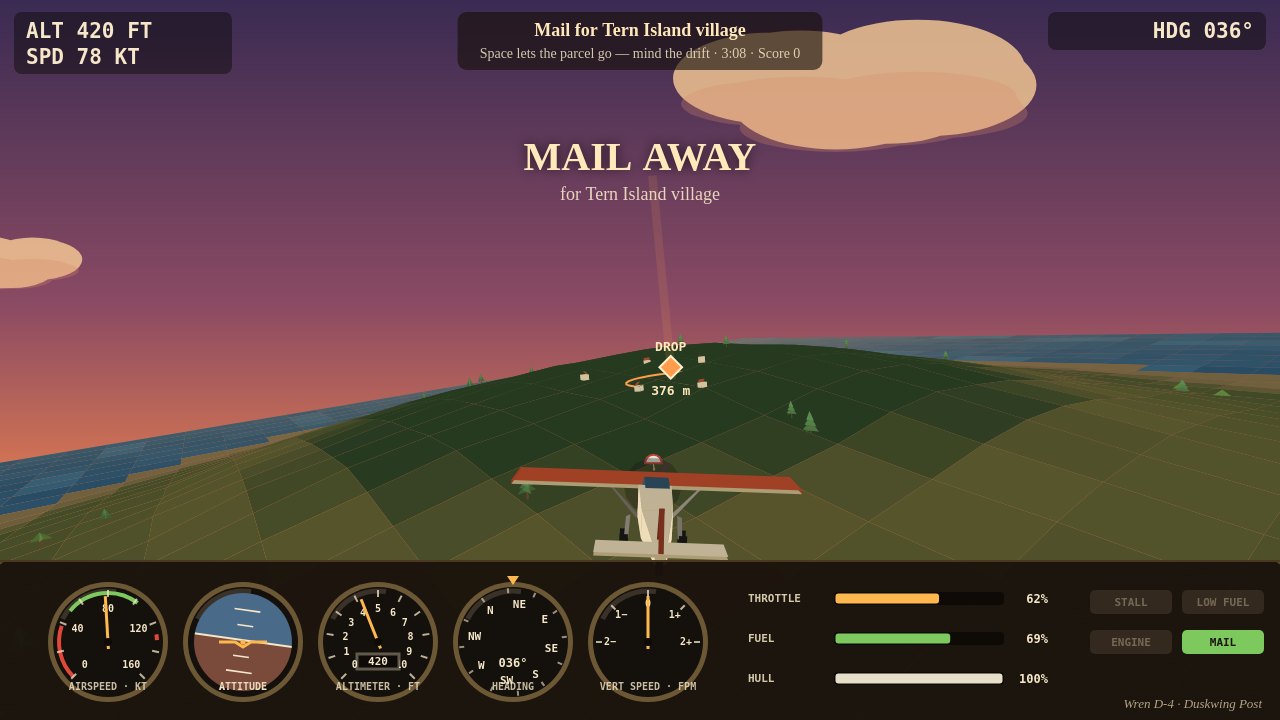 ALT 420 FT
SPD 78 KT
Mail for Tern Island village
Space lets the parcel go — mind the drift · 3:08 · Score 0
HDG 036°
MAIL AWAY
for Tern Island village
DROP
376 m
0 40 80 120 160
AIRSPEED · KT
ATTITUDE
0 1 2 3 4 5 6 7 8 9 10
420
ALTIMETER · FT
N NE E SE S SW W NW
036°
HEADING
2− 1− 0 1+ 2+
VERT SPEED · FPM
THROTTLE 62%
FUEL 69%
HULL 100%
STALL LOW FUEL
ENGINE MAIL
Wren D-4 · Duskwing Post